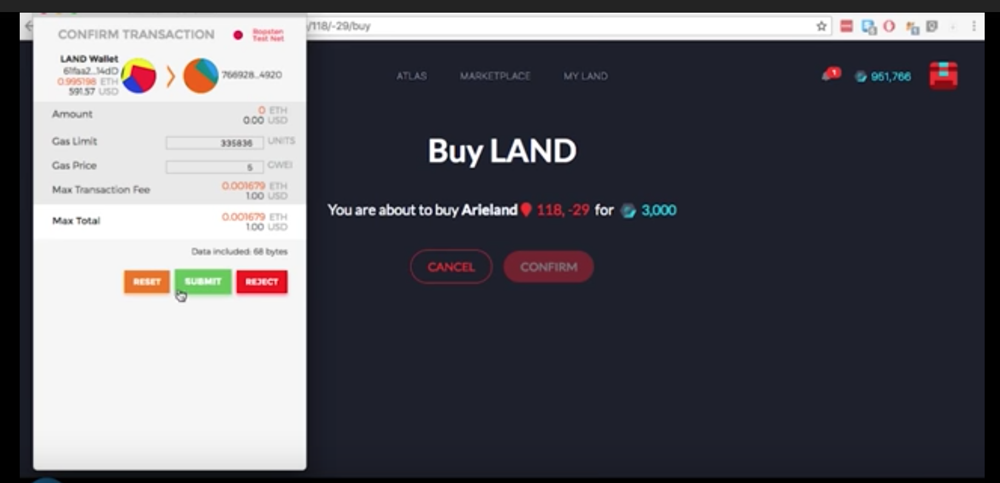 CONFIRM TRANSACTION
Ropsten
Test Net
/118/-29/buy
LAND Wallet
61faa2...14dD
0.995198 ETH
591.57 USD
766928...4920
Amount
0 ETH
0.00 USD
Gas Limit
335836 UNITS
Gas Price
5 GWEI
Max Transaction Fee
0.001679 ETH
1.00 USD
Max Total
0.001679 ETH
1.00 USD
Data included: 68 bytes
RESET SUBMIT REJECT
ATLAS MARKETPLACE MY LAND
1
951,766
Buy LAND
You are about to buy Arieland 118, -29 for 3,000
CANCEL CONFIRM